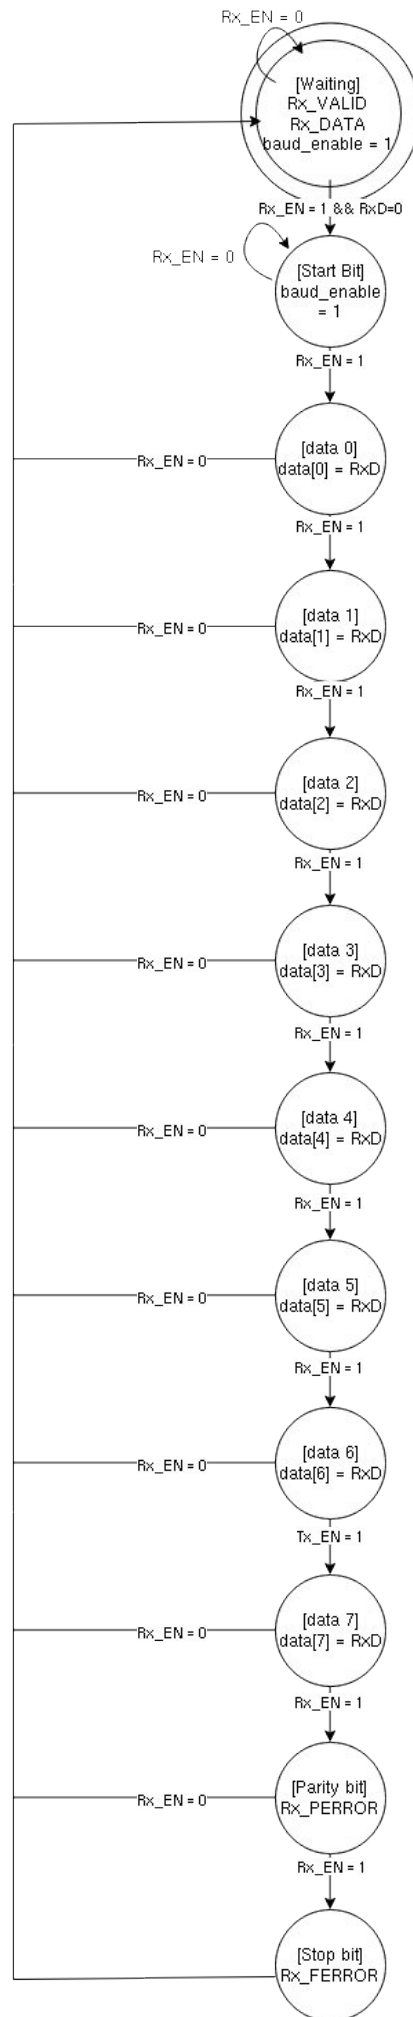 Rx_EN = 0
[Waiting]
Rx_VALID
Rx_DATA
baud_enable = 1
Rx_EN = 1 && RxD=0
Rx_EN = 0
[Start Bit]
baud_enable
= 1
Rx_EN = 1
[data 0]
data[0] = RxD
Rx_EN = 0
Rx_EN = 1
[data 1]
data[1] = RxD
Rx_EN = 0
Rx_EN = 1
[data 2]
data[2] = RxD
Rx_EN = 0
Rx_EN = 1
[data 3]
data[3] = RxD
Rx_EN = 0
Rx_EN = 1
[data 4]
data[4] = RxD
Rx_EN = 0
Rx_EN = 1
[data 5]
data[5] = RxD
Rx_EN = 0
Rx_EN = 1
[data 6]
data[6] = RxD
Rx_EN = 0
Tx_EN = 1
[data 7]
data[7] = RxD
Rx_EN = 0
Rx_EN = 1
[Parity bit]
Rx_PERROR
Rx_EN = 0
Rx_EN = 1
[Stop bit]
Rx_FERROR